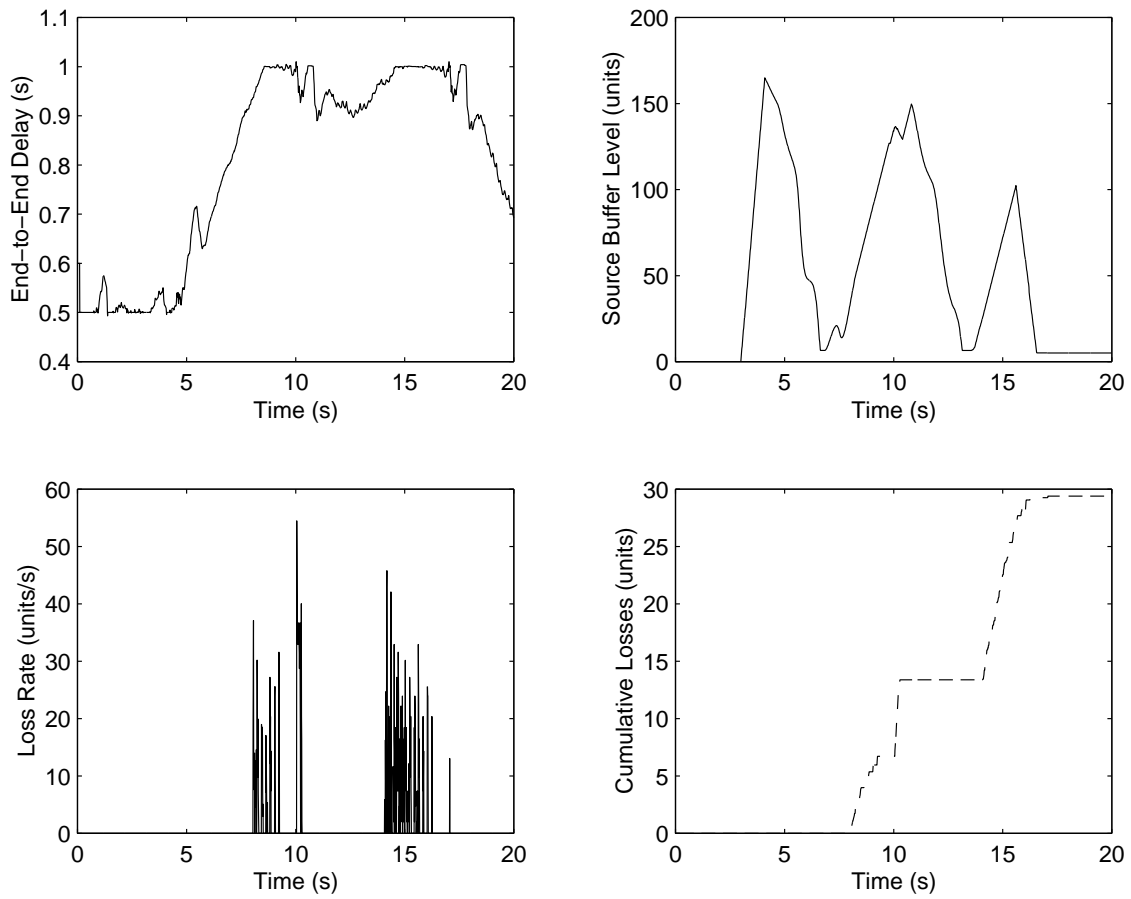 1.1
1
0.9
0.8
0.7
0.6
0.5
0.4
0 5 10 15 20
End−to−End Delay (s)
Time (s)
200
150
100
50
0
0 5 10 15 20
Source Buffer Level (units)
Time (s)
60
50
40
30
20
10
0
0 5 10 15 20
Loss Rate (units/s)
Time (s)
30
25
20
15
10
5
0
0 5 10 15 20
Cumulative Losses (units)
Time (s)